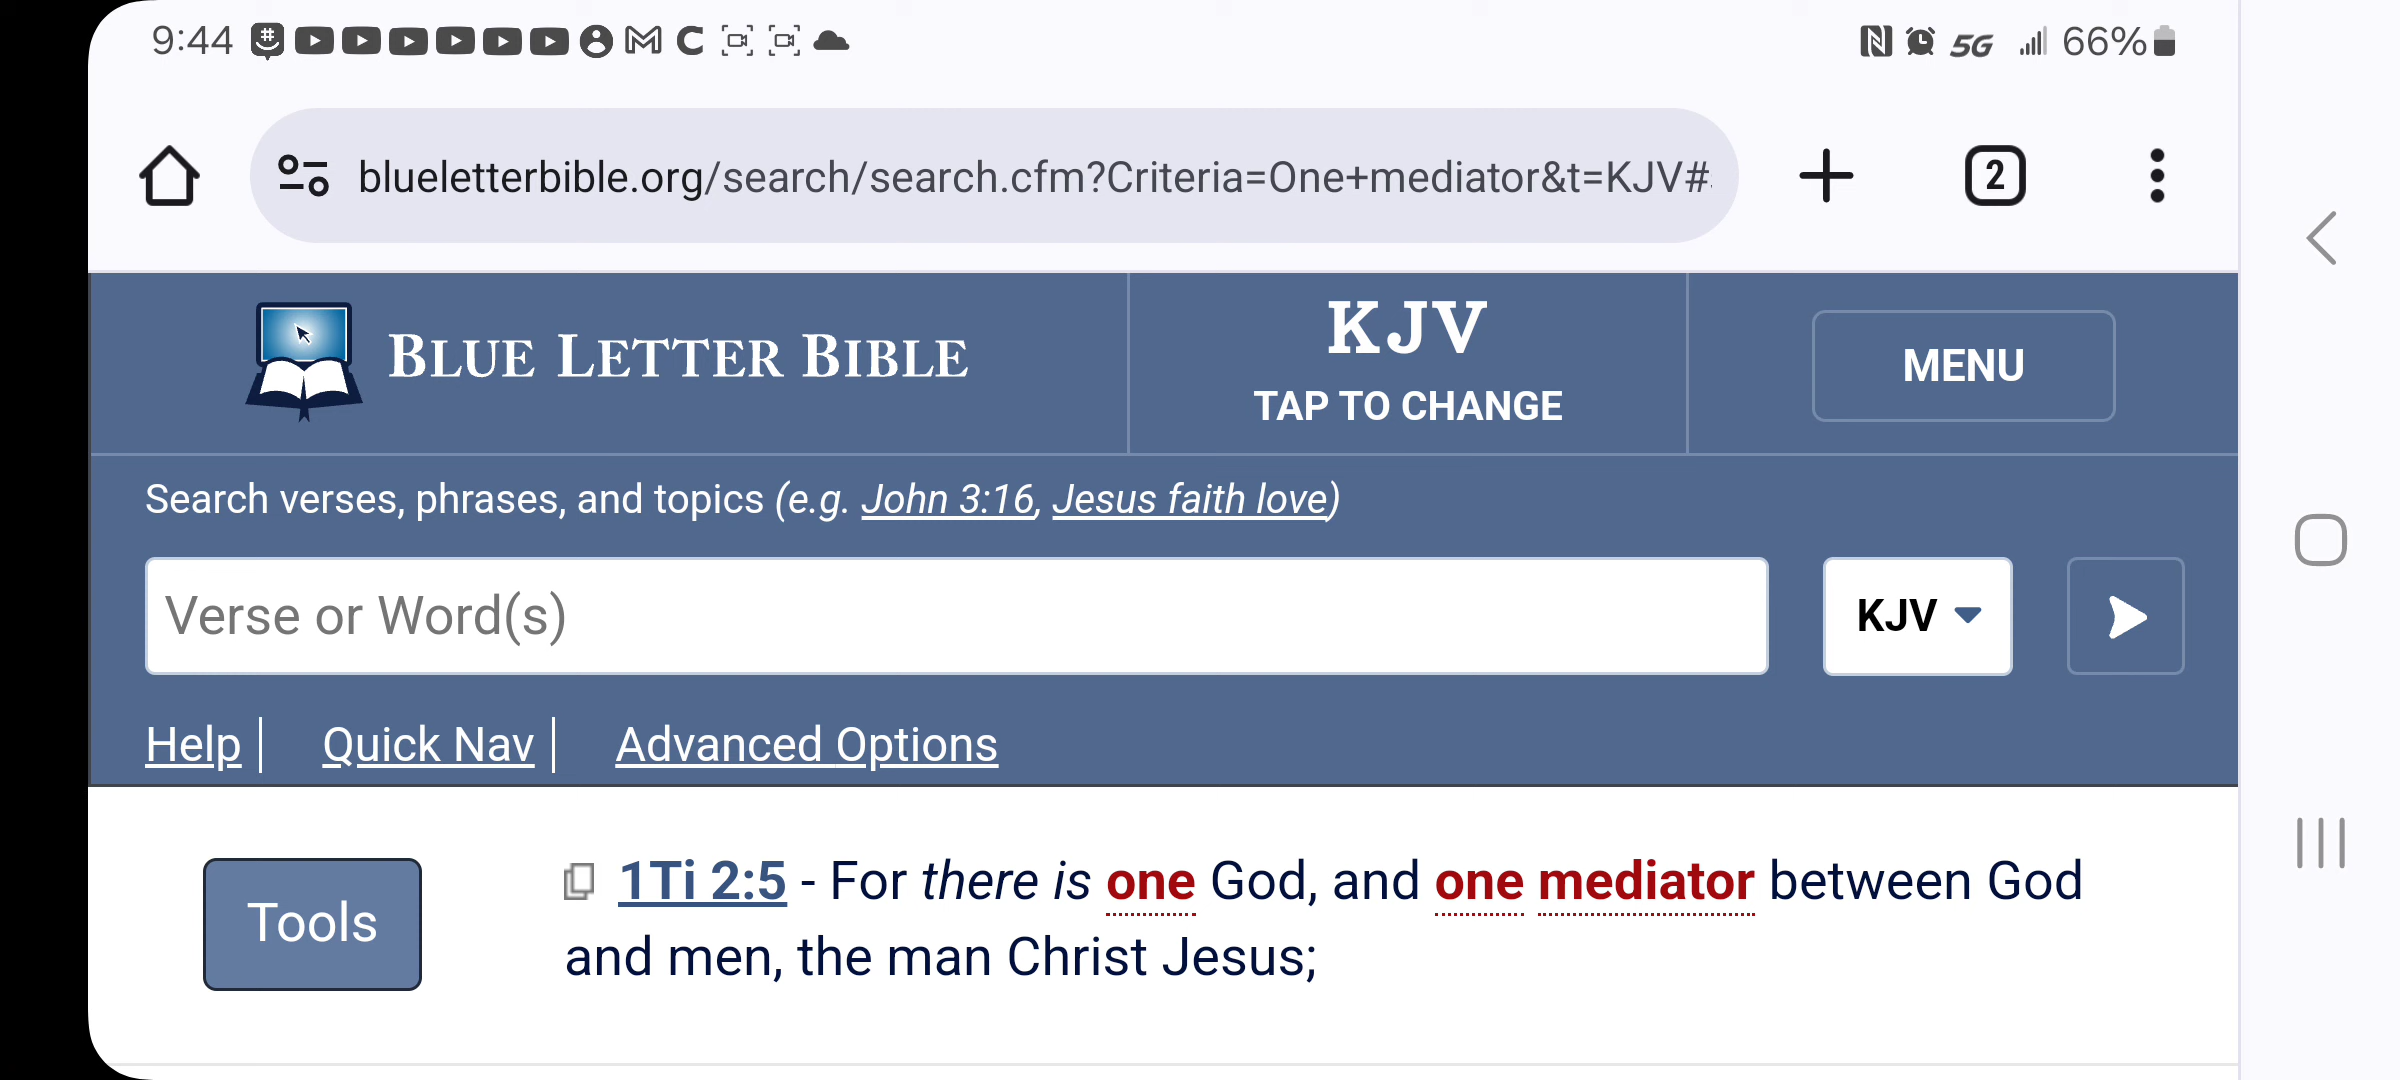 9:44 5G 66%
blueletterbible.org/search/search.cfm?Criteria=One+mediator&t=KJV#
2
BLUE LETTER BIBLE
KJV
TAP TO CHANGE
MENU
Search verses, phrases, and topics (e.g. John 3:16, Jesus faith love)
Verse or Word(s)
KJV
Help
Quick Nav
Advanced Options
Tools
1Ti 2:5 - For there is one God, and one mediator between God
and men, the man Christ Jesus;